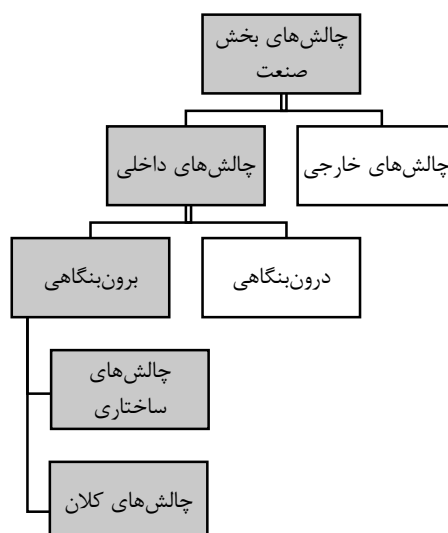 چالش‌های بخش
صنعت
چالش‌های خارجی
چالش‌های داخلی
درون‌بنگاهی
برون‌بنگاهی
چالش‌های
ساختاری
چالش‌های کلان